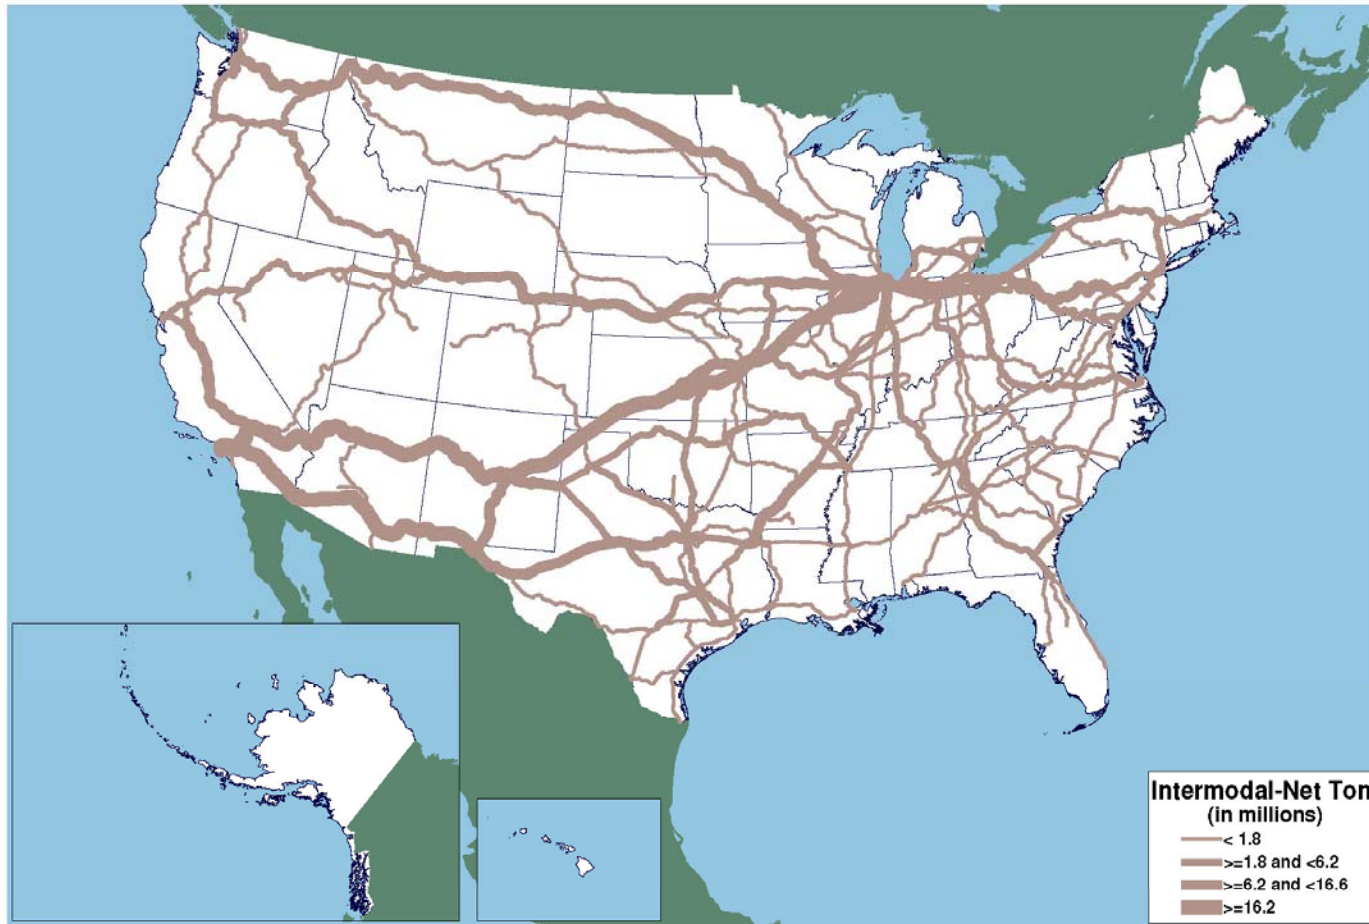 Intermodal-Net Ton
(in millions)
< 1.8
>=1.8 and <6.2
>=6.2 and <16.6
>=16.2